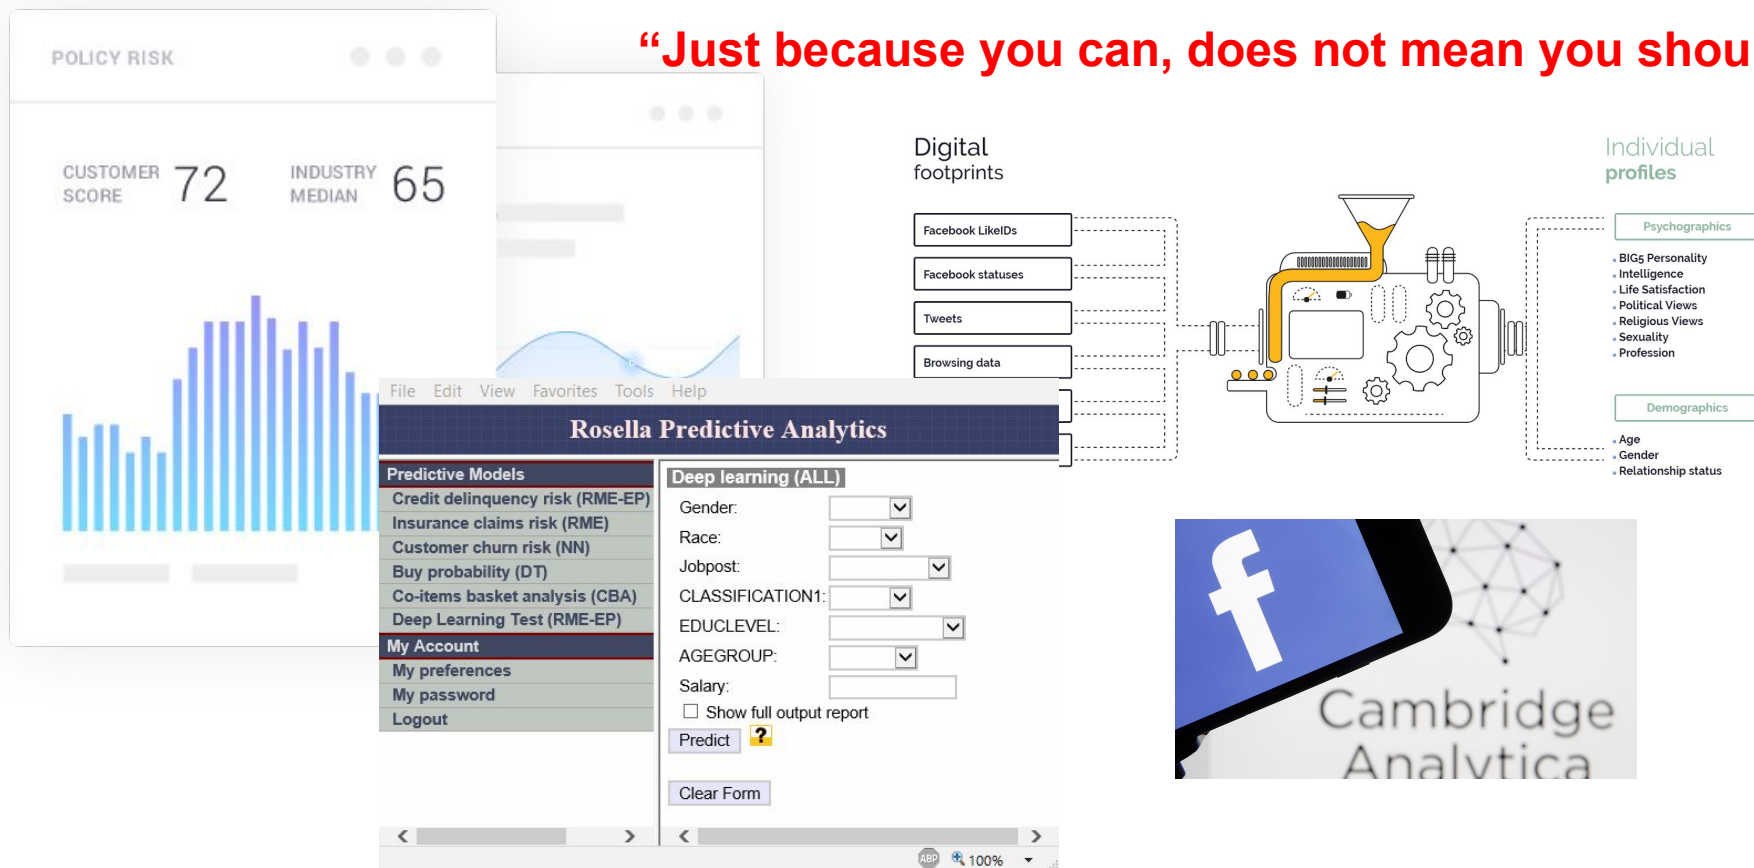 “Just because you can, does not mean you shou
POLICY RISK
CUSTOMER SCORE 72
INDUSTRY MEDIAN 65
Digital
footprints
Facebook LikeIDs
Facebook statuses
Tweets
Browsing data
Individual
profiles
Psychographics
BIG5 Personality
Intelligence
Life Satisfaction
Political Views
Religious Views
Sexuality
Profession
Demographics
Age
Gender
Relationship status
File Edit View Favorites Tools Help
Rosella Predictive Analytics
Predictive Models
Credit delinquency risk (RME-EP)
Insurance claims risk (RME)
Customer churn risk (NN)
Buy probability (DT)
Co-items basket analysis (CBA)
Deep Learning Test (RME-EP)
My Account
My preferences
My password
Logout
Deep learning (ALL)
Gender:
Race:
Jobpost:
CLASSIFICATION1:
EDUCLEVEL:
AGEGROUP:
Salary:
Show full output report
Predict ?
Clear Form
ABP 100%
f
Cambridge
Analytica